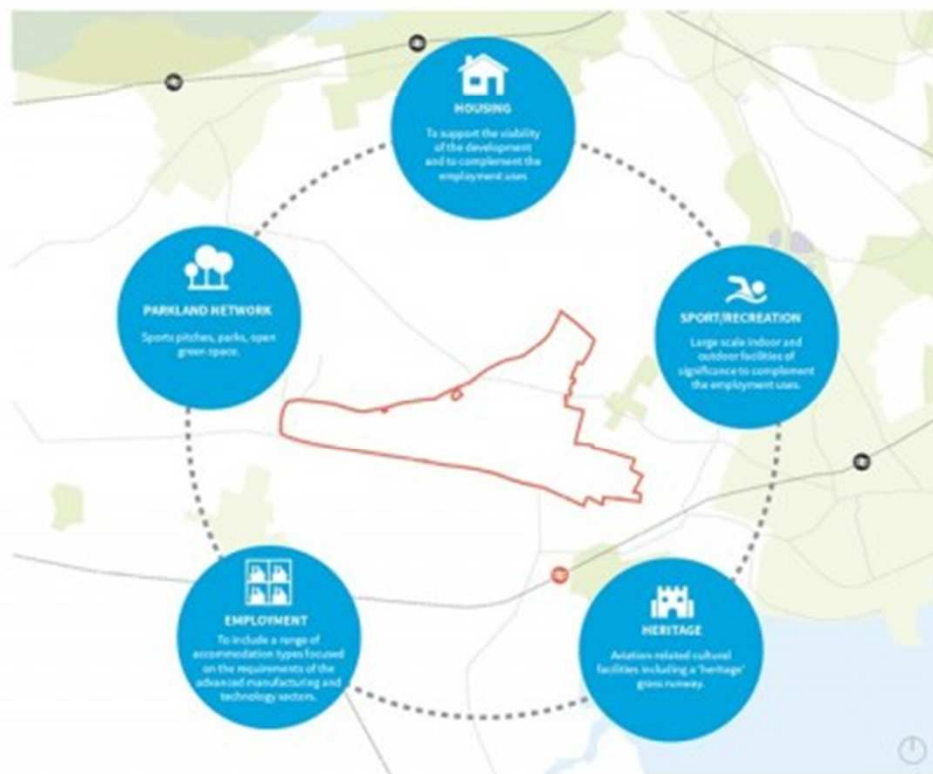 HOUSING
To support the viability
of the development
and to complement the
employment uses
PARKLAND NETWORK
Sports pitches, parks, open
green space.
SPORT/RECREATION
Large scale indoor and
outdoor facilities of
significance to complement
the employment uses.
EMPLOYMENT
To include a range of
accommodation types focused
on the requirements of the
advanced manufacturing and
technology sectors.
HERITAGE
Aviation related cultural
facilities including a 'heritage'
grass runway.